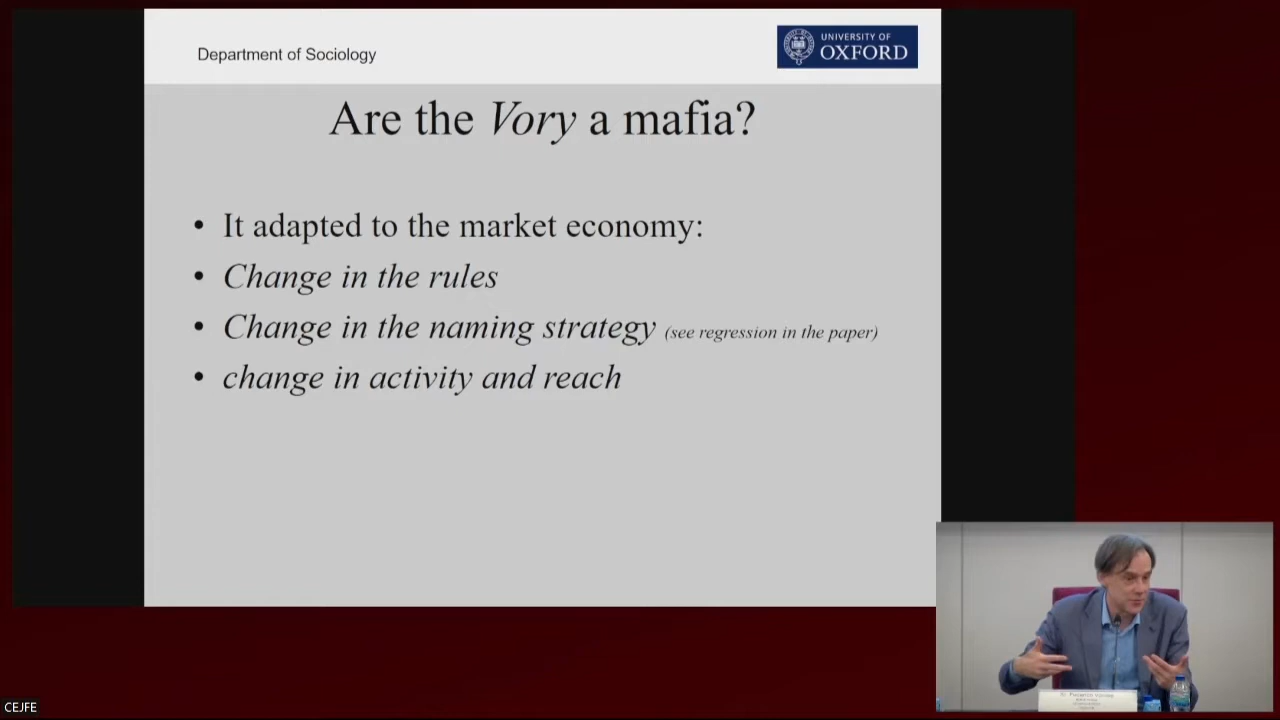 Department of Sociology
UNIVERSITY OF
OXFORD
Are the Vory a mafia?
• It adapted to the market economy:
• Change in the rules
• Change in the naming strategy (see regression in the paper)
• change in activity and reach
CEJFE